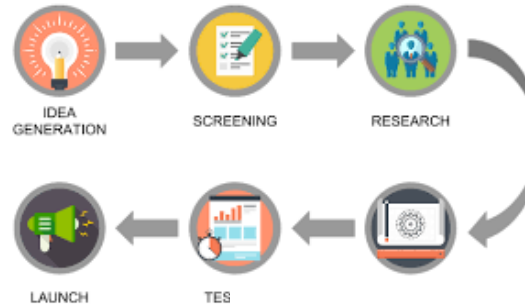 IDEA
GENERATION
SCREENING
RESEARCH
LAUNCH
TES